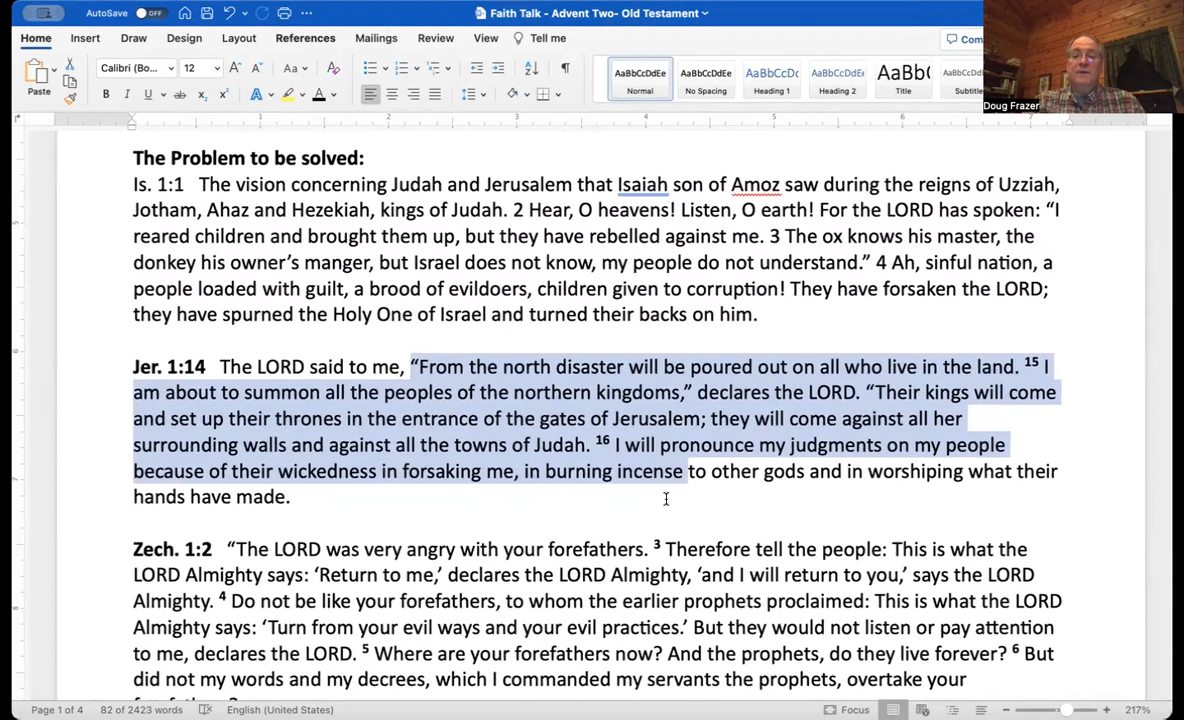 AutoSave OFF
Faith Talk - Advent Two- Old Testament
Home Insert Draw Design Layout References Mailings Review View Tell me
Paste
Calibri (Bo... 12
AaBbCcDdEe AaBbCcDdEe AaBbCcDc AaBbCcDdEe AaBb
Normal No Spacing Heading 1 Heading 2 Title
Doug Frazer
1 2 3 4 5 6 7
The Problem to be solved:
Is. 1:1 The vision concerning Judah and Jerusalem that Isaiah son of Amoz saw during the reigns of Uzziah,
Jotham, Ahaz and Hezekiah, kings of Judah. 2 Hear, O heavens! Listen, O earth! For the LORD has spoken: “I
reared children and brought them up, but they have rebelled against me. 3 The ox knows his master, the
donkey his owner’s manger, but Israel does not know, my people do not understand.” 4 Ah, sinful nation, a
people loaded with guilt, a brood of evildoers, children given to corruption! They have forsaken the LORD;
they have spurned the Holy One of Israel and turned their backs on him.
Jer. 1:14 The LORD said to me, “From the north disaster will be poured out on all who live in the land. 15 I
am about to summon all the peoples of the northern kingdoms,” declares the LORD. “Their kings will come
and set up their thrones in the entrance of the gates of Jerusalem; they will come against all her
surrounding walls and against all the towns of Judah. 16 I will pronounce my judgments on my people
because of their wickedness in forsaking me, in burning incense to other gods and in worshiping what their
hands have made.
Zech. 1:2 “The LORD was very angry with your forefathers. 3 Therefore tell the people: This is what the
LORD Almighty says: ‘Return to me,’ declares the LORD Almighty, ‘and I will return to you,’ says the LORD
Almighty. 4 Do not be like your forefathers, to whom the earlier prophets proclaimed: This is what the LORD
Almighty says: ‘Turn from your evil ways and your evil practices.’ But they would not listen or pay attention
to me, declares the LORD. 5 Where are your forefathers now? And the prophets, do they live forever? 6 But
did not my words and my decrees, which I commanded my servants the prophets, overtake your
Page 1 of 4 82 of 2423 words English (United States) Focus 217%